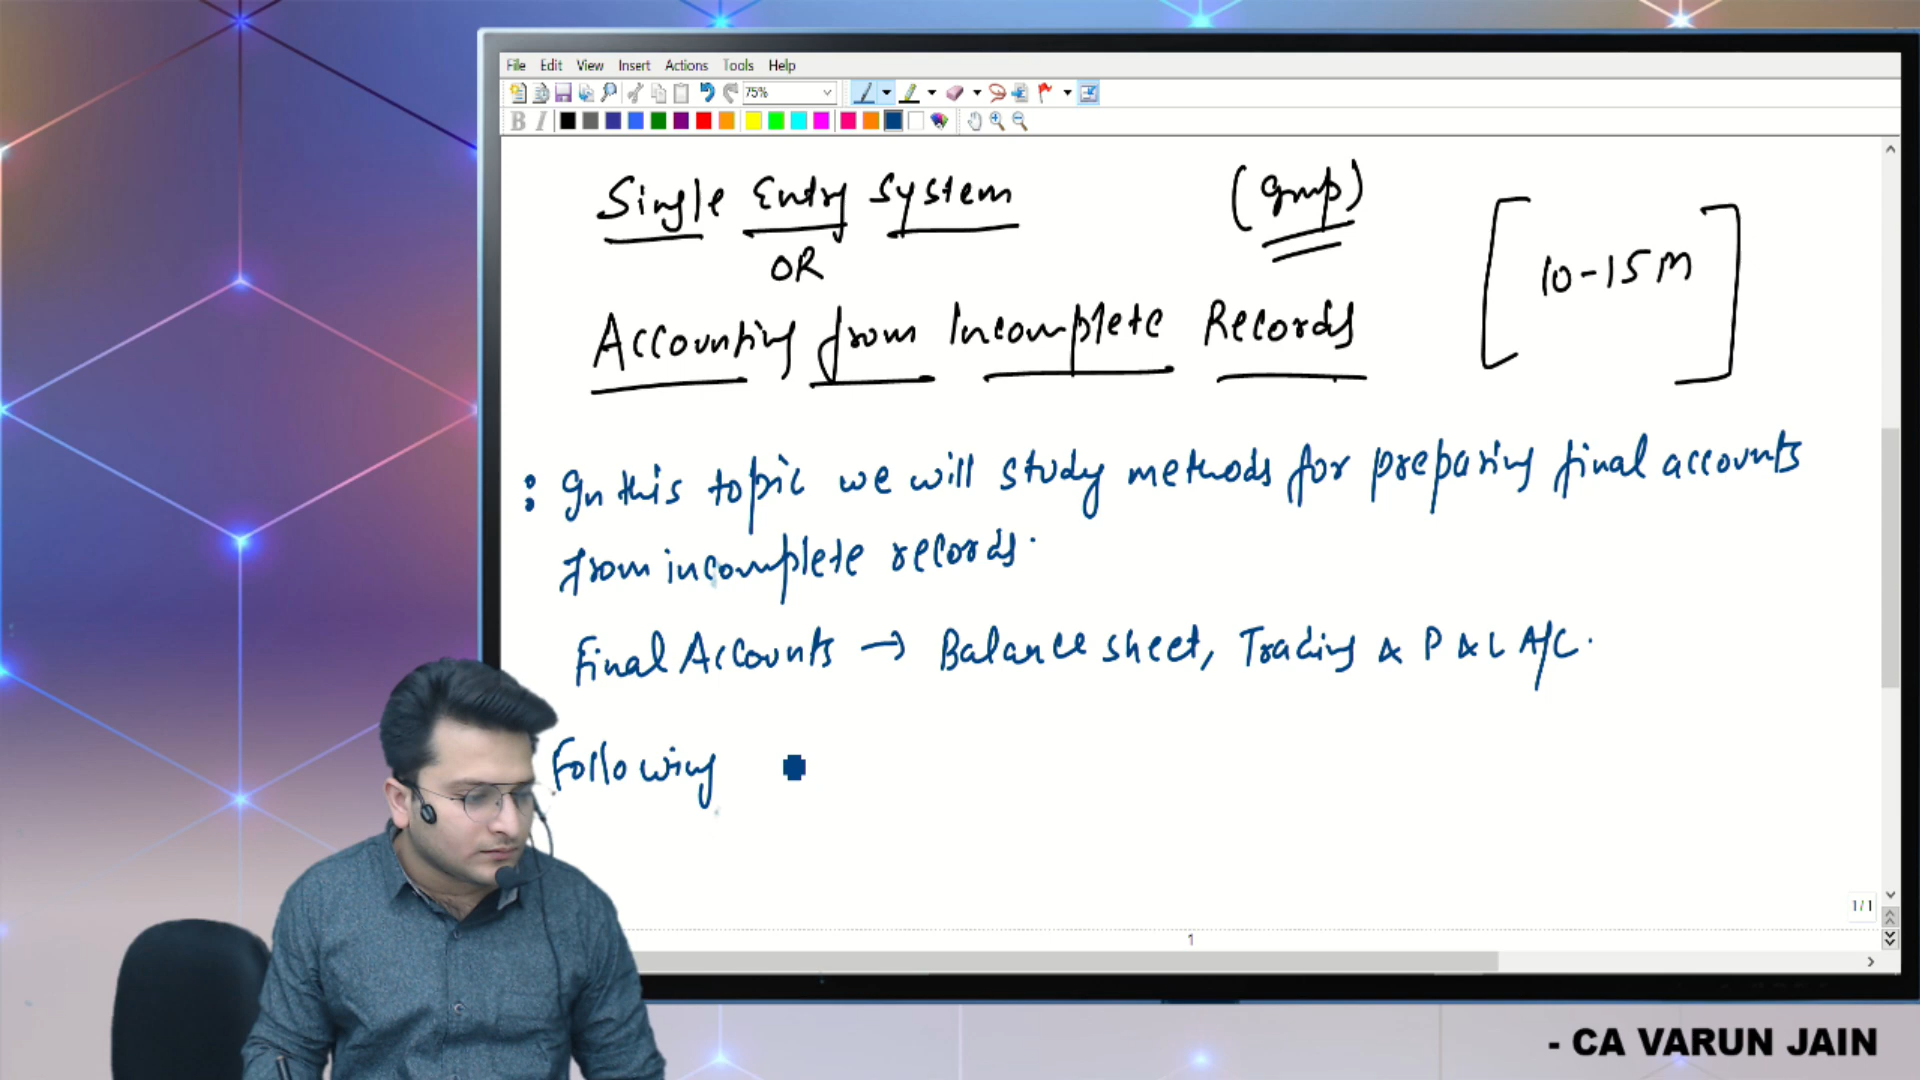 File Edit View Insert Actions Tools Help
75%
B I
Single Entry System (Imp)
OR
10-15M
Accounting from Incomplete Records
: In this topic we will study methods for preparing final accounts
from incomplete records.
Final Accounts → Balance sheet, Trading & P & L A/C.
Following
1/1
1
- CA VARUN JAIN